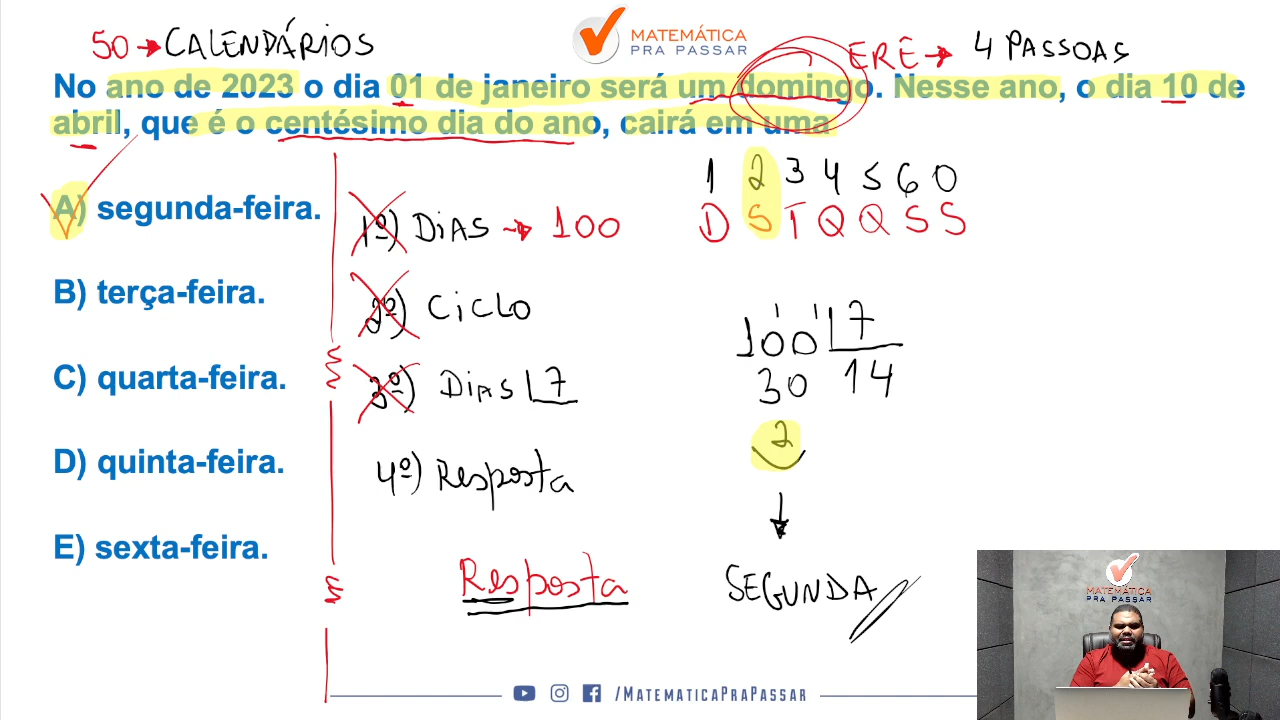 50 → CALENDÁRIOS
MATEMÁTICA
PRA PASSAR
ERE → 4 PASSOAS
No ano de 2023 o dia 01 de janeiro será um domingo. Nesse ano, o dia 10 de
abril, que é o centésimo dia do ano, cairá em uma
A) segunda-feira.
B) terça-feira.
C) quarta-feira.
D) quinta-feira.
E) sexta-feira.
1º) DIAS → 100
2º) CICLO
3º) DIAS 7
4º) Resposta
Resposta
1 2 3 4 5 6 0
D S T Q Q S S
100 7
30 14
2
SEGUNDA
MATEMÁTICA
PRA PASSAR
/MATEMATICAPRAPASSAR